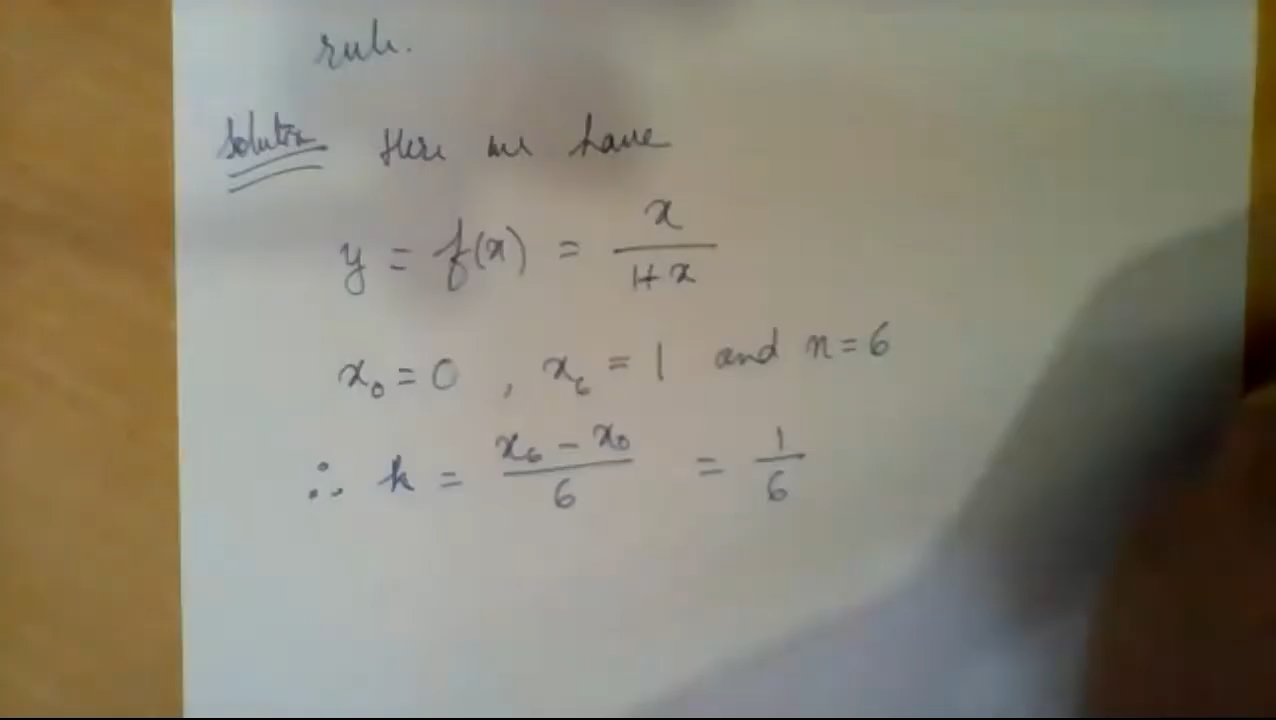 rule.
Solution Here we have
y = f(x) = x / 1+x
x₀ = 0 , x₆ = 1 and n = 6
∴ h = x₆ - x₀ / 6 = 1 / 6